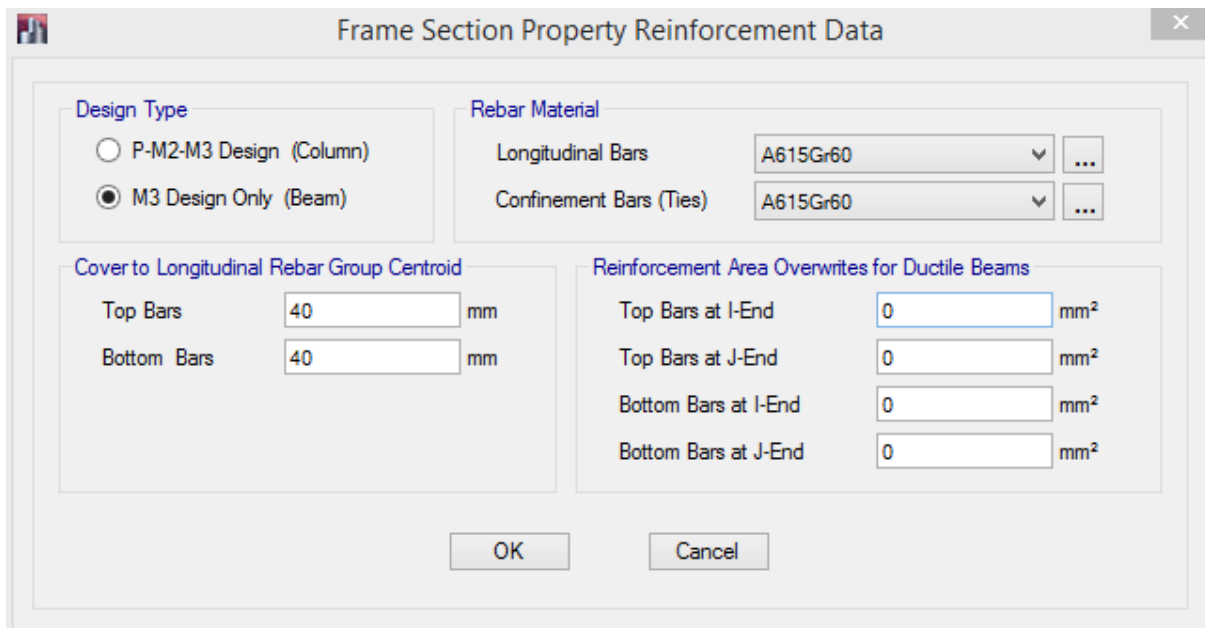 Frame Section Property Reinforcement Data
Design Type
P-M2-M3 Design (Column)
M3 Design Only (Beam)
Rebar Material
Longitudinal Bars A615Gr60 ...
Confinement Bars (Ties) A615Gr60 ...
Cover to Longitudinal Rebar Group Centroid
Top Bars 40 mm
Bottom Bars 40 mm
Reinforcement Area Overwrites for Ductile Beams
Top Bars at I-End 0 mm²
Top Bars at J-End 0 mm²
Bottom Bars at I-End 0 mm²
Bottom Bars at J-End 0 mm²
OK Cancel